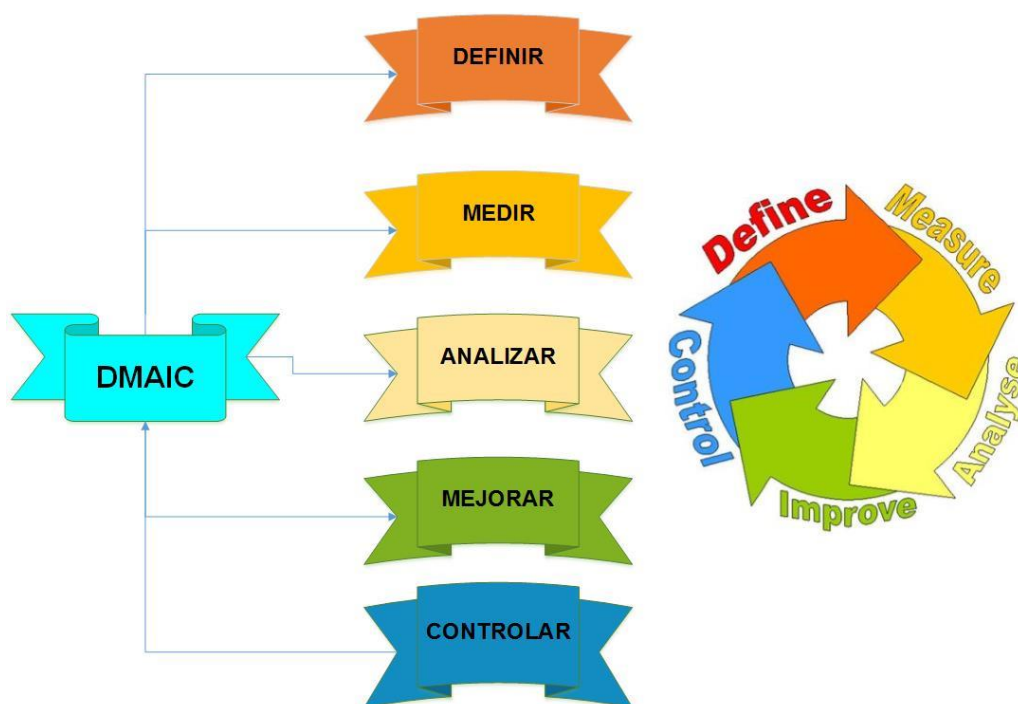 DEFINIR
MEDIR
ANALIZAR
DMAIC
MEJORAR
CONTROLAR
Define
Measure
Analyse
Improve
Control